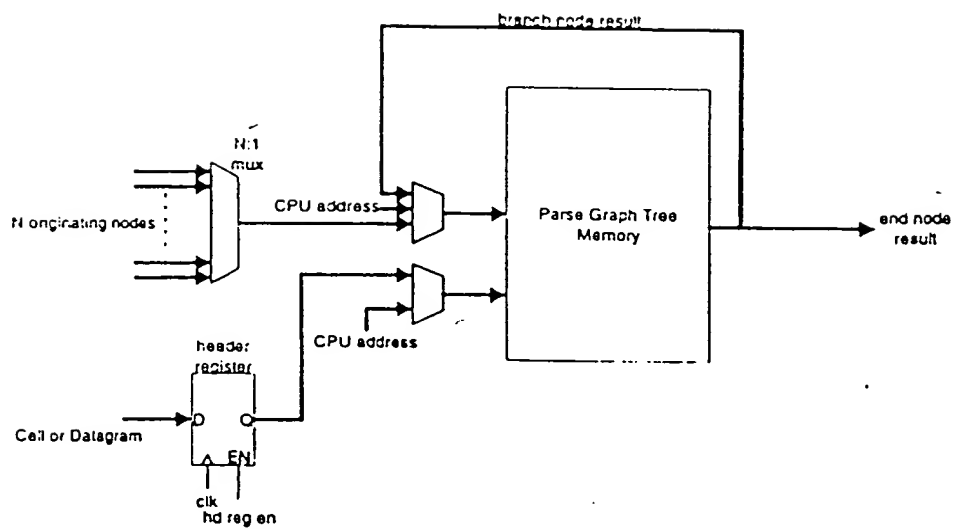 branch node result
N:1
mux
CPU address
N originating nodes
Parse Graph Tree
Memory
end node
result
CPU address
header
register
D
Q
Cell or Datagram
EN
clk
hd reg en